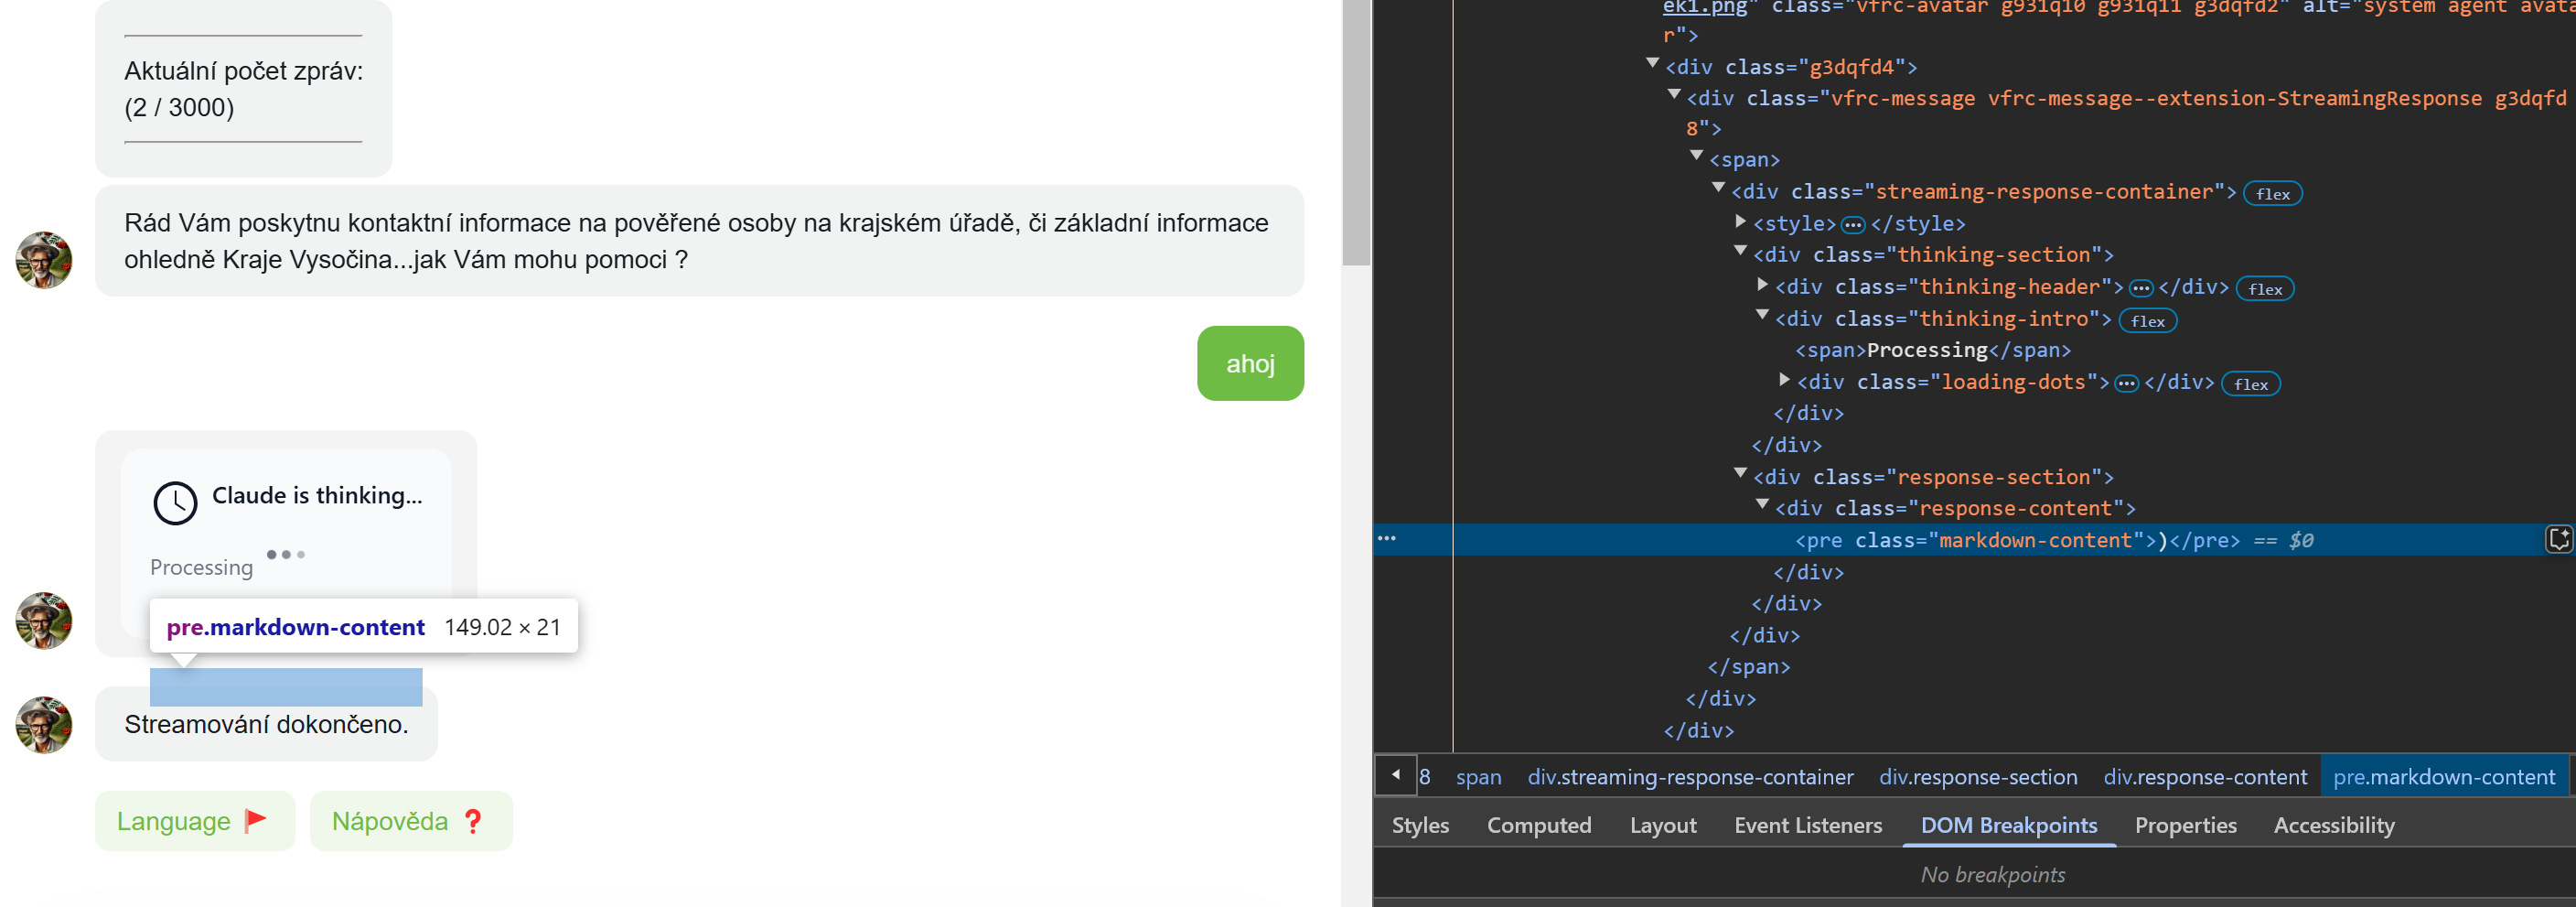 Aktuální počet zpráv:
(2 / 3000)
Rád Vám poskytnu kontaktní informace na pověřené osoby na krajském úřadě, či základní informace
ohledně Kraje Vysočina...jak Vám mohu pomoci ?
ahoj
Claude is thinking...
Processing
pre.markdown-content 149.02 × 21
Streamování dokončeno.
Language 🚩 Nápověda ❓
ek1.png" class="vfrc-avatar g931q10 g931q11 g3dqfd2" alt="system agent avata
r">
<div class="g3dqfd4">
<div class="vfrc-message vfrc-message--extension-StreamingResponse g3dqfd
8">
<span>
<div class="streaming-response-container"> flex
<style>…</style>
<div class="thinking-section">
<div class="thinking-header">…</div> flex
<div class="thinking-intro"> flex
<span>Processing</span>
<div class="loading-dots">…</div> flex
</div>
</div>
<div class="response-section">
<div class="response-content">
… <pre class="markdown-content">)</pre> == $0
</div>
</div>
</div>
</span>
</div>
</div>
8 span div.streaming-response-container div.response-section div.response-content pre.markdown-content
Styles Computed Layout Event Listeners DOM Breakpoints Properties Accessibility
No breakpoints